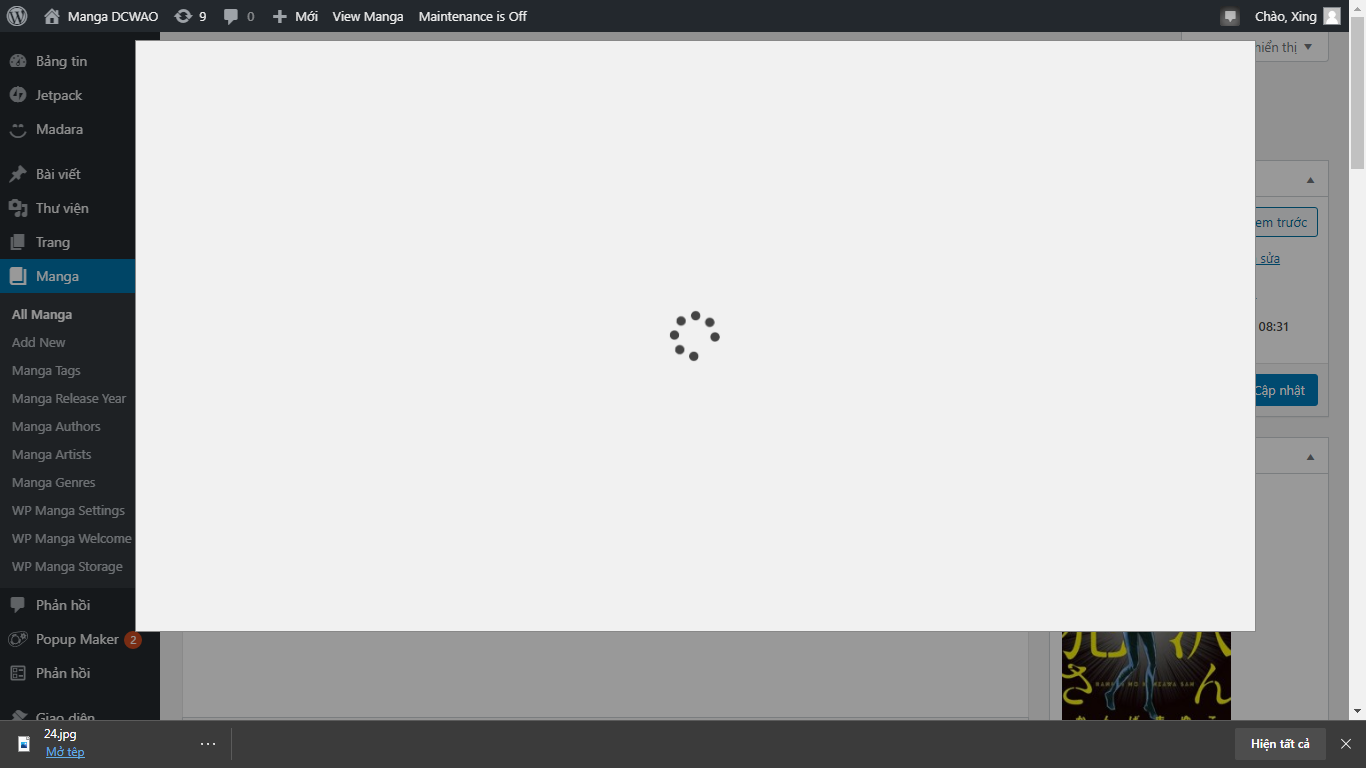 Manga DCWAO 9 0 Mới View Manga Maintenance is Off Chào, Xing
Bảng tin
Jetpack
Madara
Bài viết
Thư viện
Trang
Manga
All Manga
Add New
Manga Tags
Manga Release Year
Manga Authors
Manga Artists
Manga Genres
WP Manga Settings
WP Manga Welcome
WP Manga Storage
Phản hồi
Popup Maker 2
Phản hồi
Giao diện
hiển thị
em trước
sửa
08:31
Cập nhật
さん
24.jpg
Mở tệp
Hiện tất cả